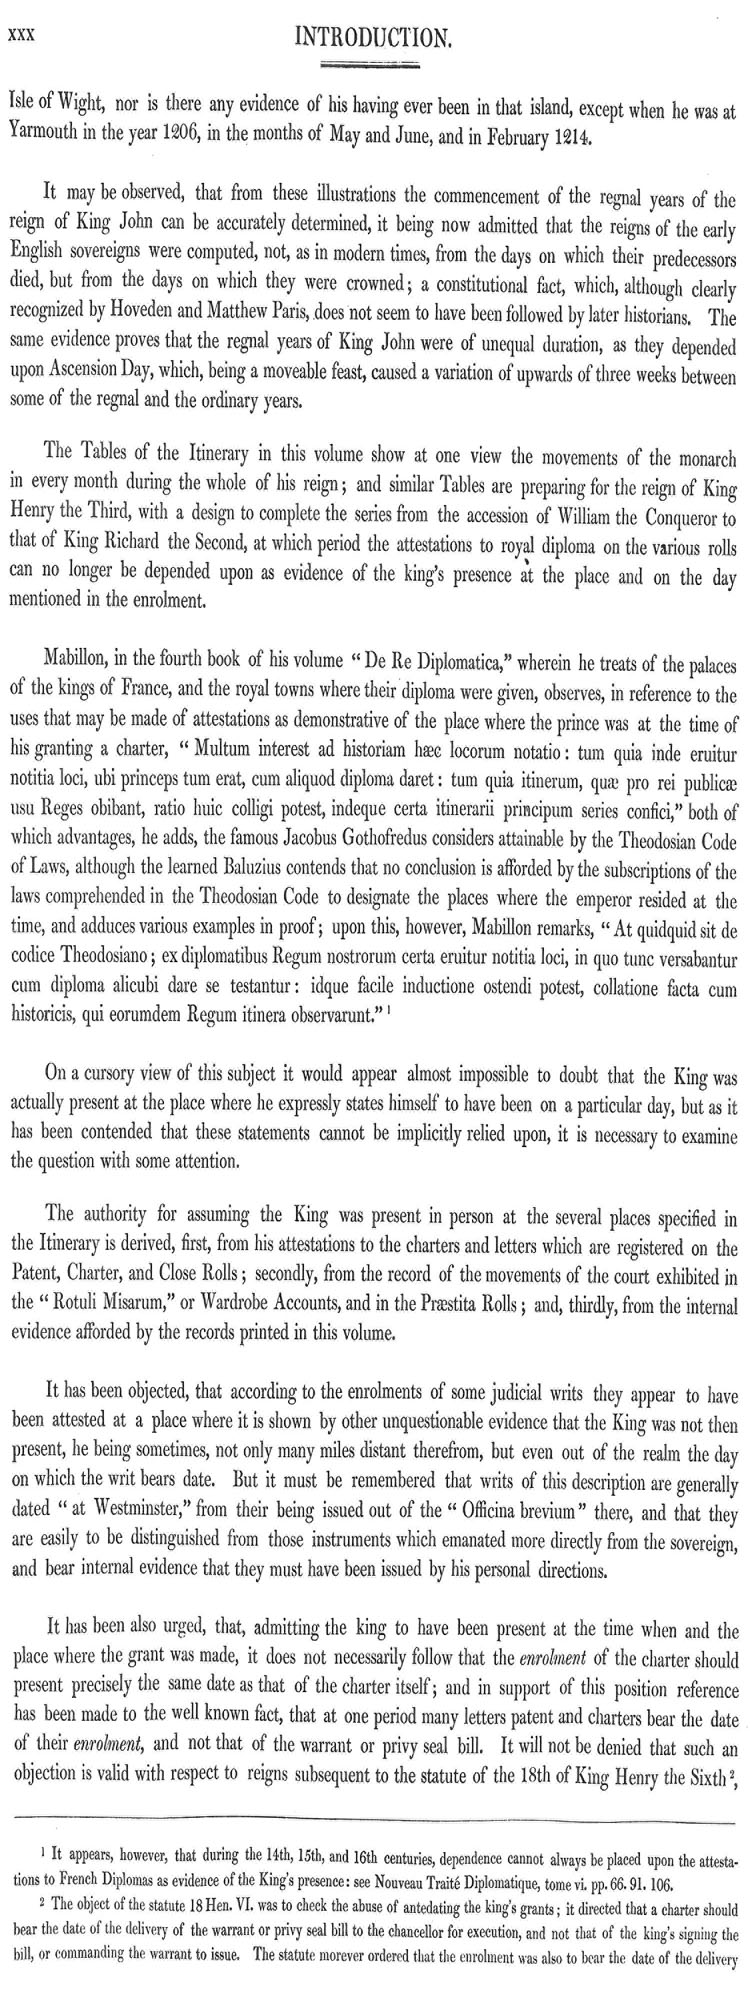 xxx
INTRODUCTION.
Isle of Wight, nor is there any evidence of his having ever been in that island, except when he was at
Yarmouth in the year 1206, in the months of May and June, and in February 1214.
It may be observed, that from these illustrations the commencement of the regnal years of the
reign of King John can be accurately determined, it being now admitted that the reigns of the early
English sovereigns were computed, not, as in modern times, from the days on which their predecessors
died, but from the days on which they were crowned; a constitutional fact, which, although clearly
recognized by Hoveden and Matthew Paris, does not seem to have been followed by later historians. The
same evidence proves that the regnal years of King John were of unequal duration, as they depended
upon Ascension Day, which, being a moveable feast, caused a variation of upwards of three weeks between
some of the regnal and the ordinary years.
The Tables of the Itinerary in this volume show at one view the movements of the monarch
in every month during the whole of his reign; and similar Tables are preparing for the reign of King
Henry the Third, with a design to complete the series from the accession of William the Conqueror to
that of King Richard the Second, at which period the attestations to royal diploma on the various rolls
can no longer be depended upon as evidence of the king's presence at the place and on the day
mentioned in the enrolment.
Mabillon, in the fourth book of his volume “De Re Diplomatica,” wherein he treats of the palaces
of the kings of France, and the royal towns where their diploma were given, observes, in reference to the
uses that may be made of attestations as demonstrative of the place where the prince was at the time of
his granting a charter, “Multum interest ad historiam hæc locorum notatio: tum quia inde eruitur
notitia loci, ubi princeps tum erat, cum aliquod diploma daret: tum quia itinerum, quæ pro rei publicæ
usu Reges obibant, ratio huic colligi potest, indeque certa itinerarii principum series confici,” both of
which advantages, he adds, the famous Jacobus Gothofredus considers attainable by the Theodosian Code
of Laws, although the learned Baluzius contends that no conclusion is afforded by the subscriptions of the
laws comprehended in the Theodosian Code to designate the places where the emperor resided at the
time, and adduces various examples in proof; upon this, however, Mabillon remarks, “At quidquid sit de
codice Theodosiano; ex diplomatibus Regum nostrorum certa eruitur notitia loci, in quo tunc versabantur
cum diploma alicubi dare se testantur: idque facile inductione ostendi potest, collatione facta cum
historicis, qui eorumdem Regum itinera observarunt.” 1
On a cursory view of this subject it would appear almost impossible to doubt that the King was
actually present at the place where he expressly states himself to have been on a particular day, but as it
has been contended that these statements cannot be implicitly relied upon, it is necessary to examine
the question with some attention.
The authority for assuming the King was present in person at the several places specified in
the Itinerary is derived, first, from his attestations to the charters and letters which are registered on the
Patent, Charter, and Close Rolls; secondly, from the record of the movements of the court exhibited in
the “Rotuli Misarum,” or Wardrobe Accounts, and in the Præstita Rolls; and, thirdly, from the internal
evidence afforded by the records printed in this volume.
It has been objected, that according to the enrolments of some judicial writs they appear to have
been attested at a place where it is shown by other unquestionable evidence that the King was not then
present, he being sometimes, not only many miles distant therefrom, but even out of the realm the day
on which the writ bears date. But it must be remembered that writs of this description are generally
dated “at Westminster,” from their being issued out of the “Officina brevium” there, and that they
are easily to be distinguished from those instruments which emanated more directly from the sovereign,
and bear internal evidence that they must have been issued by his personal directions.
It has been also urged, that, admitting the king to have been present at the time when and the
place where the grant was made, it does not necessarily follow that the enrolment of the charter should
present precisely the same date as that of the charter itself; and in support of this position reference
has been made to the well known fact, that at one period many letters patent and charters bear the date
of their enrolment, and not that of the warrant or privy seal bill. It will not be denied that such an
objection is valid with respect to reigns subsequent to the statute of the 18th of King Henry the Sixth 2,
1 It appears, however, that during the 14th, 15th, and 16th centuries, dependence cannot always be placed upon the attesta-
tions to French Diplomas as evidence of the King's presence: see Nouveau Traité Diplomatique, tome vi. pp. 66. 91. 106.
2 The object of the statute 18 Hen. VI. was to check the abuse of antedating the king's grants; it directed that a charter should
bear the date of the delivery of the warrant or privy seal bill to the chancellor for execution, and not that of the king's signing the
bill, or commanding the warrant to issue. The statute morever ordered that the enrolment was also to bear the date of the delivery